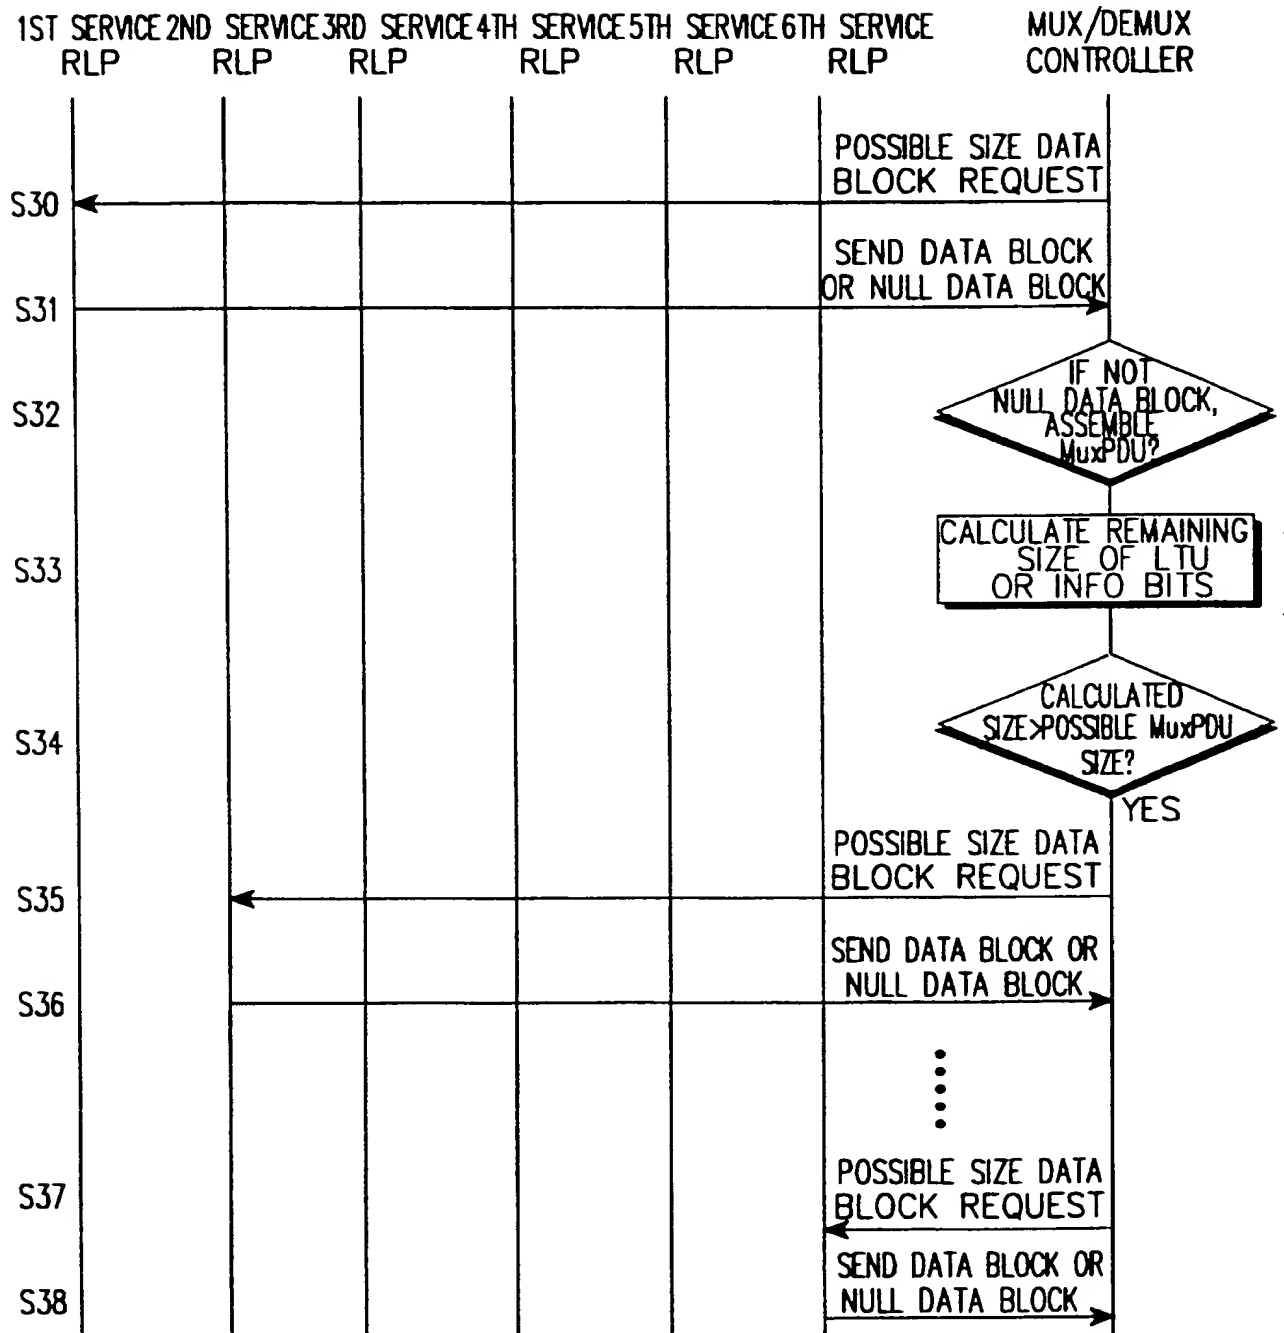 1ST SERVICE 2ND SERVICE 3RD SERVICE 4TH SERVICE 5TH SERVICE 6TH SERVICE MUX/DEMUX
RLP RLP RLP RLP RLP RLP CONTROLLER
POSSIBLE SIZE DATA
BLOCK REQUEST
S30
SEND DATA BLOCK
OR NULL DATA BLOCK
S31
IF NOT
NULL DATA BLOCK,
ASSEMBLE
MuxPDU?
S32
CALCULATE REMAINING
SIZE OF LTU
OR INFO BITS
S33
CALCULATED
SIZE>POSSIBLE MuxPDU
SIZE?
S34
YES
POSSIBLE SIZE DATA
BLOCK REQUEST
S35
SEND DATA BLOCK OR
NULL DATA BLOCK
S36
POSSIBLE SIZE DATA
BLOCK REQUEST
S37
SEND DATA BLOCK OR
NULL DATA BLOCK
S38